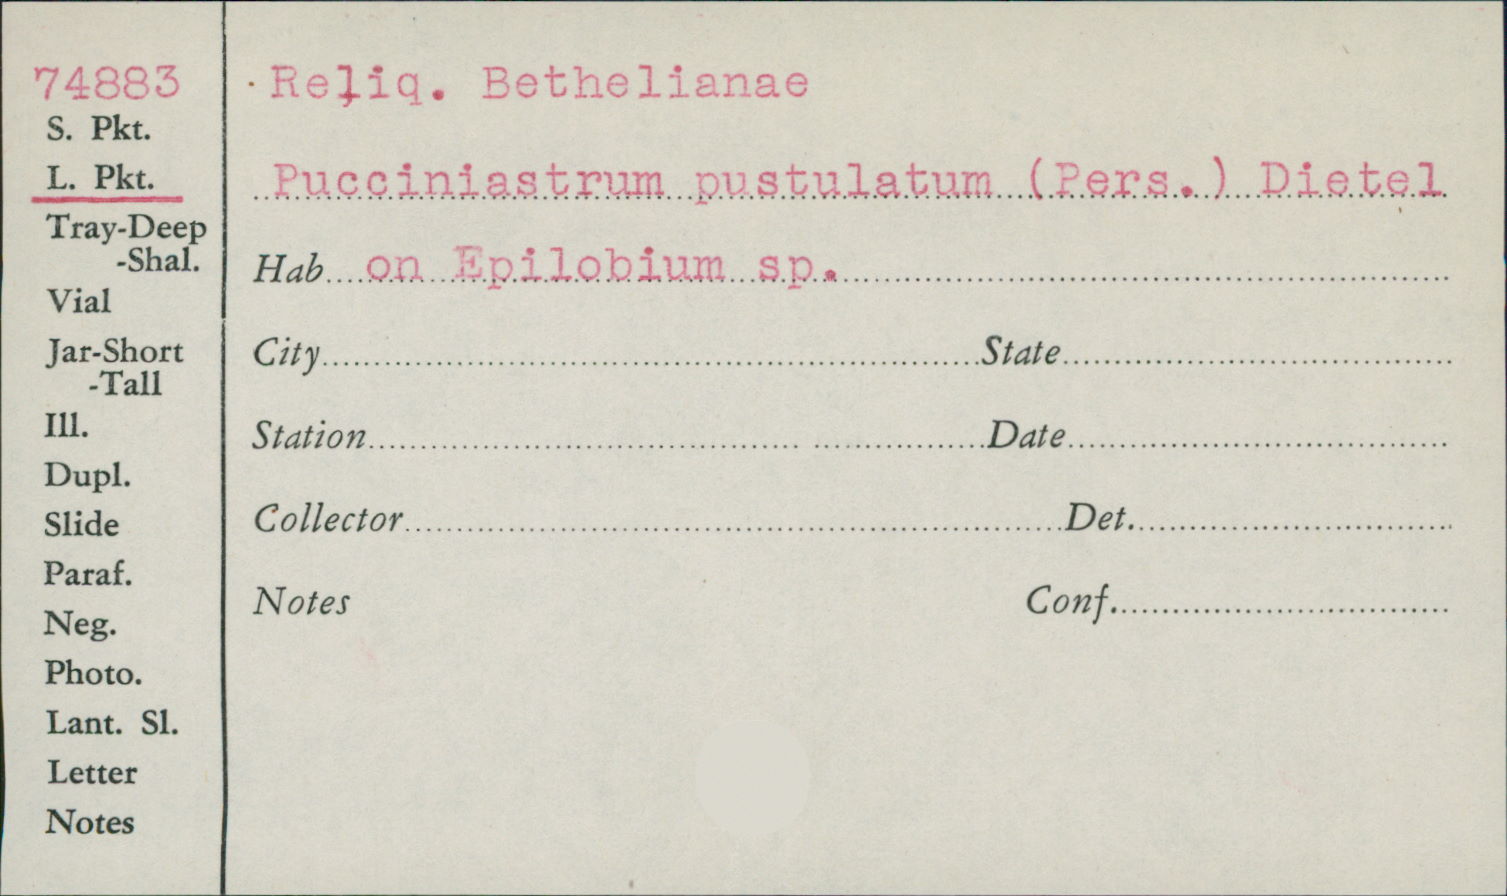 74883
S. Pkt.
L. Pkt.
Tray-Deep
-Shal.
Vial
Jar-Short
-Tall
Ill.
Dupl.
Slide
Paraf.
Neg.
Photo.
Lant. Sl.
Letter
Notes
Reliq. Bethelianae
Pucciniastrum pustulatum (Pers.) Dietel
Hab on Epilobium sp.
City State
Station Date
Collector Det.
Notes Conf.